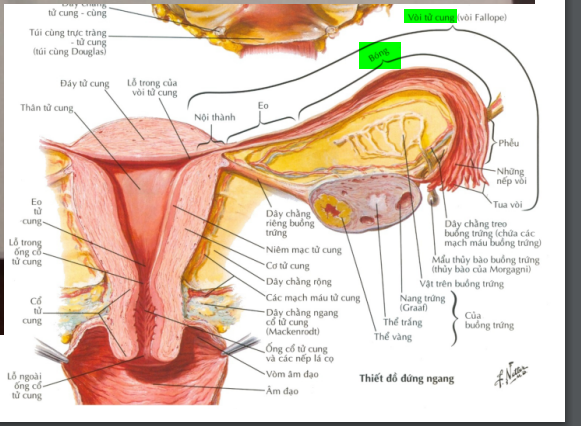 tử cung - cùng
Túi cùng trực tràng
- tử cung
(túi cùng Douglas)
Vòi tử cung (vòi Fallope)
Bóng
Đáy tử cung
Lỗ trong của
vòi tử cung
Thân tử cung
Nội thành
Eo
Phễu
Những
nếp vòi
Tua vòi
Eo
tử
cung
Lỗ trong
ống cổ
tử cung
Cổ
tử
cung
Lỗ ngoài
ống cổ
tử cung
Dây chằng
riêng buồng
trứng
Niêm mạc tử cung
Cơ tử cung
Dây chằng rộng
Các mạch máu tử cung
Dây chằng ngang
cổ tử cung
(Mackenrodt)
Ống cổ tử cung
và các nếp lá cọ
Vòm âm đạo
Âm đạo
Dây chằng treo
buồng trứng (chứa các
mạch máu buồng trứng)
Mẩu thủy bào buồng trứng
(thủy bào của Morgagni)
Vật trên buồng trứng
Nang trứng
(Graaf)
Thể trắng
Thể vàng
Của
buồng trứng
Thiết đồ đứng ngang
F. Netter